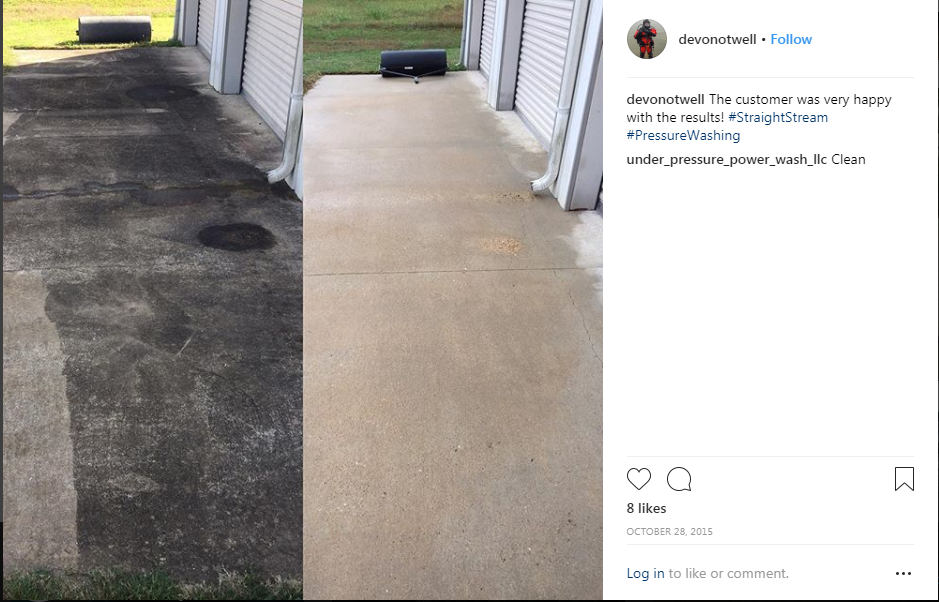 devonotwell • Follow
devonotwell The customer was very happy
with the results! #StraightStream
#PressureWashing
under_pressure_power_wash_llc Clean
8 likes
OCTOBER 28, 2015
Log in to like or comment.